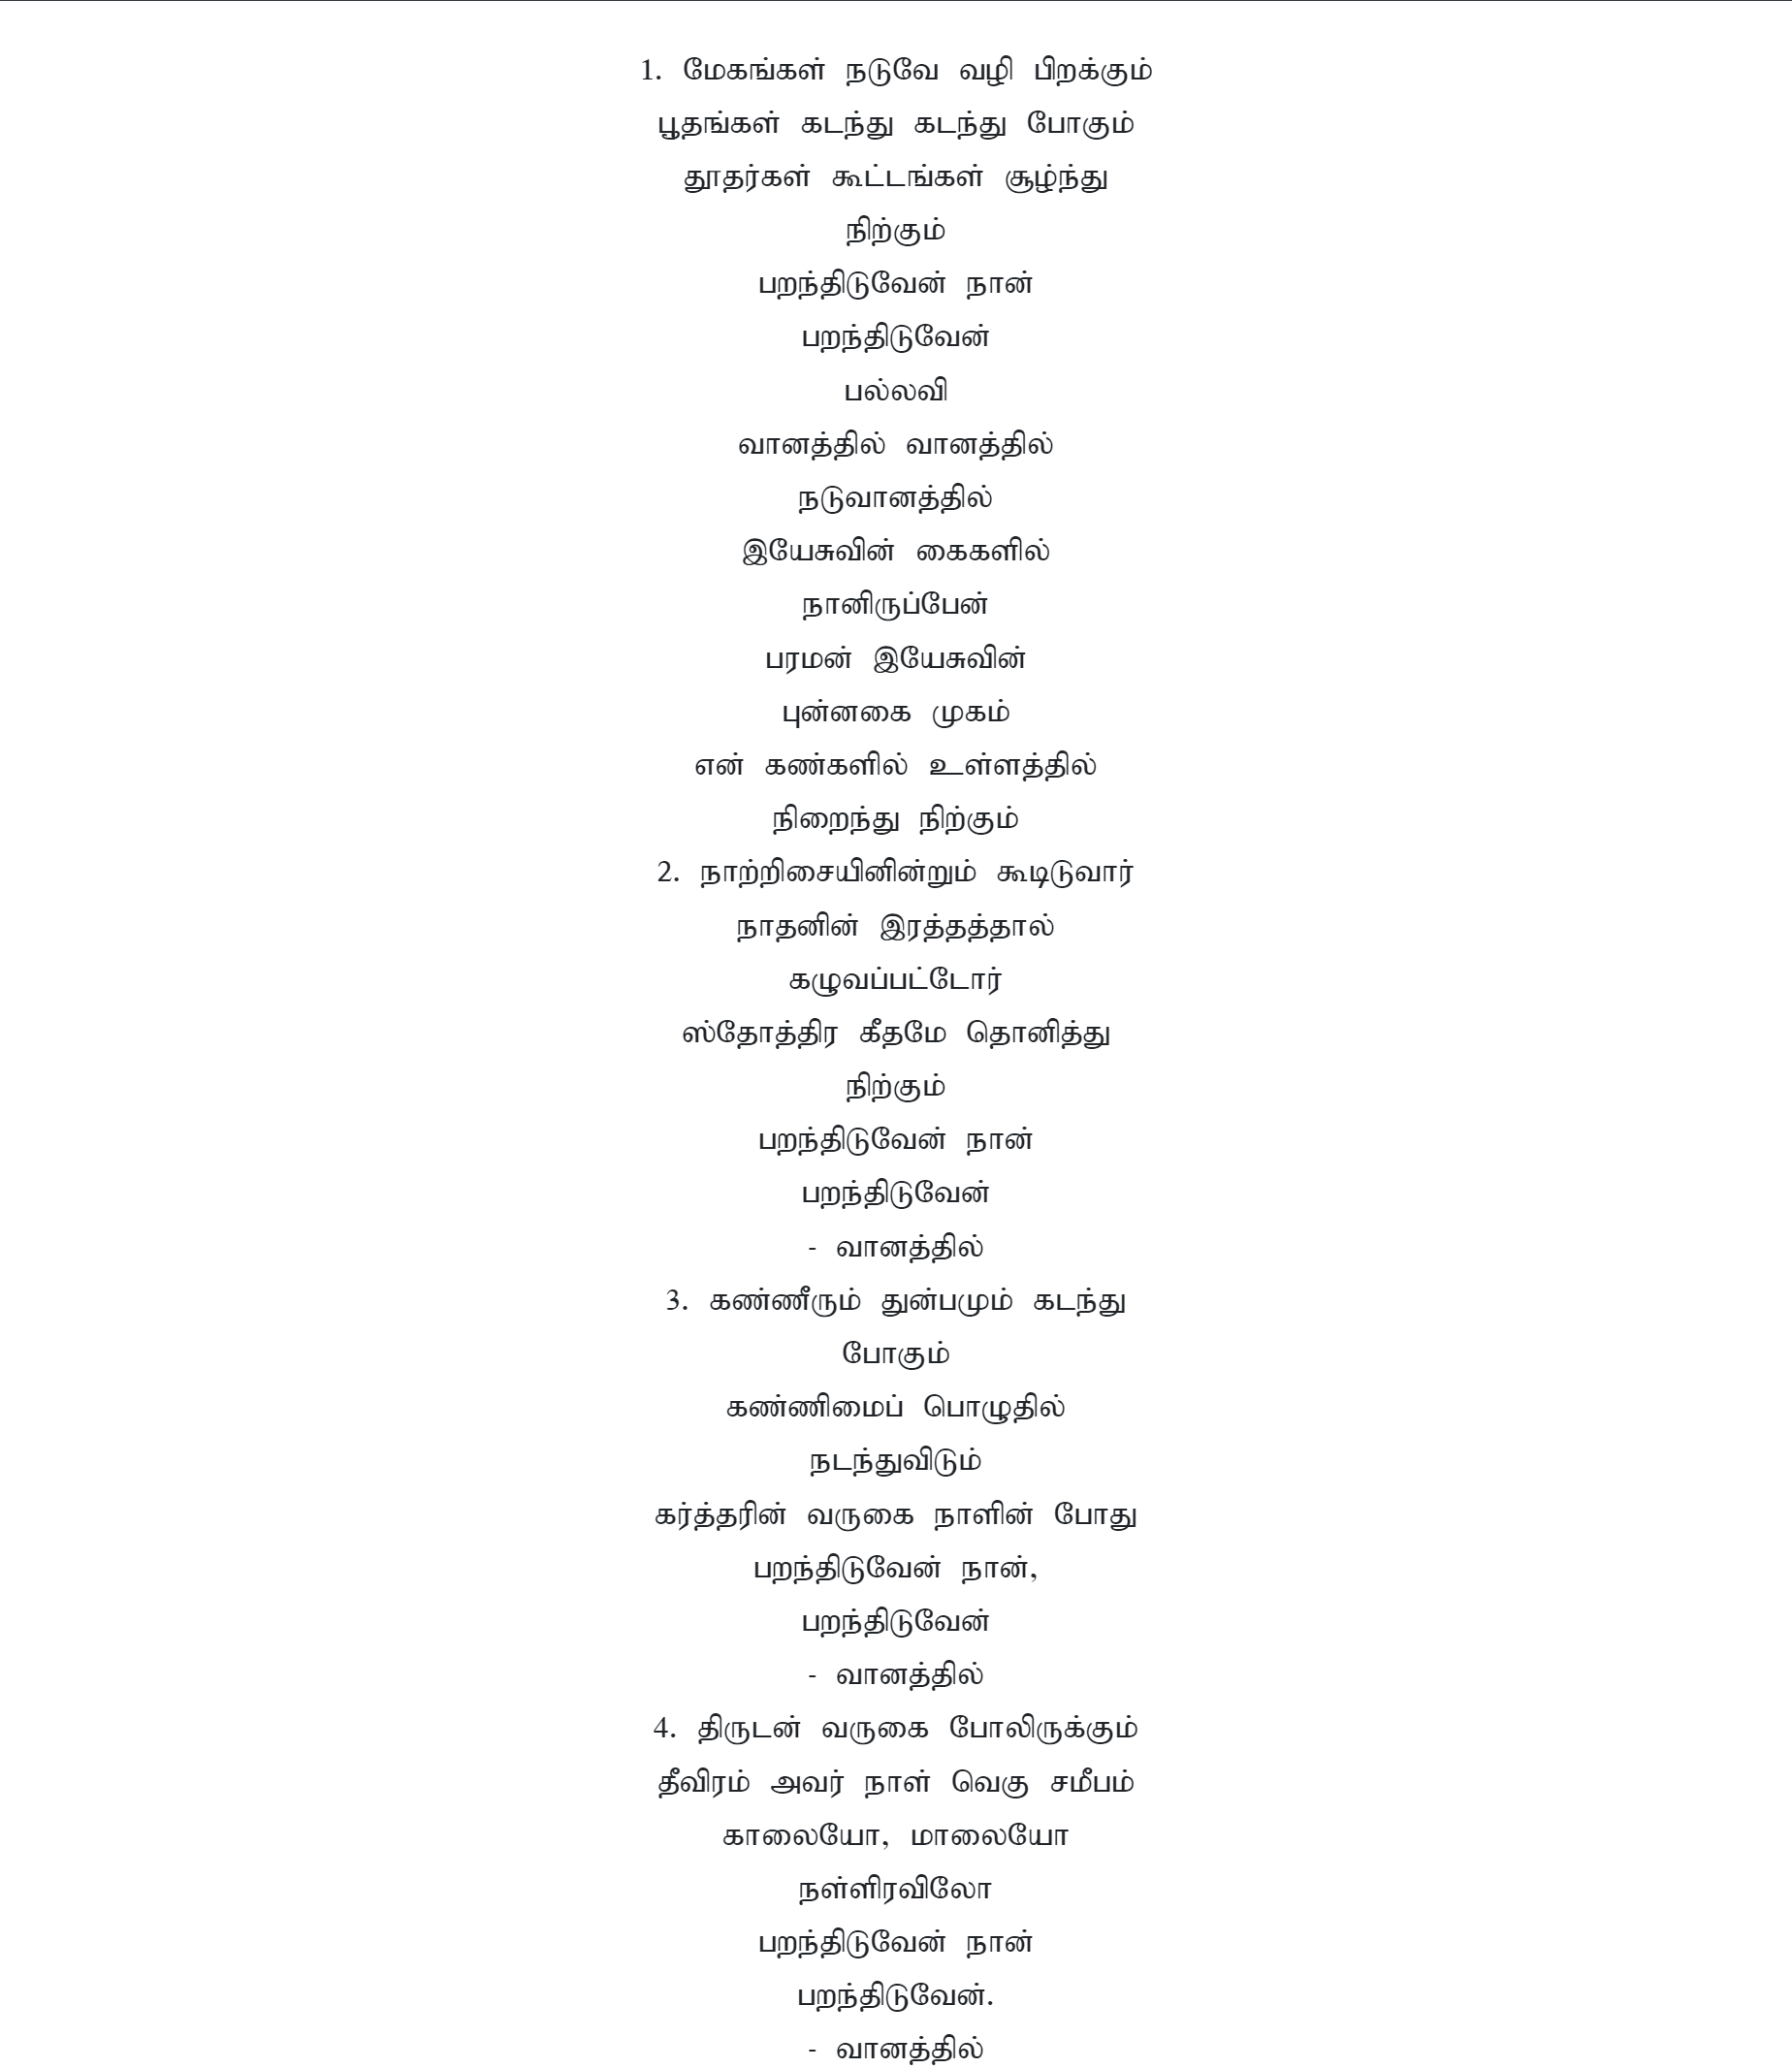 1. மேகங்கள் நடுவே வழி பிறக்கும்
பூதங்கள் கடந்து கடந்து போகும்
தூதர்கள் கூட்டங்கள் சூழ்ந்து
நிற்கும்
பறந்திடுவேன் நான்
பறந்திடுவேன்
பல்லவி
வானத்தில் வானத்தில்
நடுவானத்தில்
இயேசுவின் கைகளில்
நானிருப்பேன்
பரமன் இயேசுவின்
புன்னகை முகம்
என் கண்களில் உள்ளத்தில்
நிறைந்து நிற்கும்
2. நாற்றிசையினின்றும் கூடிடுவார்
நாதனின் இரத்தத்தால்
கழுவப்பட்டோர்
ஸ்தோத்திர கீதமே தொனித்து
நிற்கும்
பறந்திடுவேன் நான்
பறந்திடுவேன்
- வானத்தில்
3. கண்ணீரும் துன்பமும் கடந்து
போகும்
கண்ணிமைப் பொழுதில்
நடந்துவிடும்
கர்த்தரின் வருகை நாளின் போது
பறந்திடுவேன் நான்,
பறந்திடுவேன்
- வானத்தில்
4. திருடன் வருகை போலிருக்கும்
தீவிரம் அவர் நாள் வெகு சமீபம்
காலையோ, மாலையோ
நள்ளிரவிலோ
பறந்திடுவேன் நான்
பறந்திடுவேன்.
- வானத்தில்